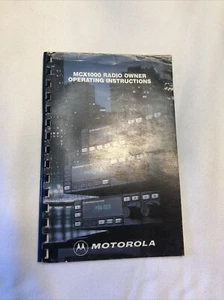 MCX1000 RADIO OWNER
OPERATING INSTRUCTIONS
MOTOROLA